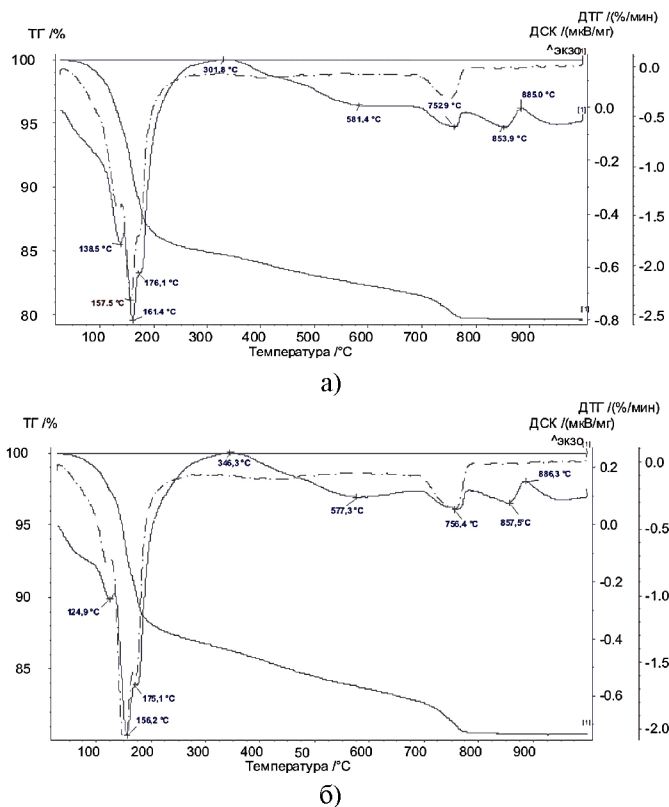 ТГ /%
ДТГ /(%/мин)
ДСК /(мкВ/мг)
^экзо[1]
100
301,8 °C
0.0
885.0 °C
95
581,4 °C
752,9 °C
853,9 °C
0.0
[1]
-0.5
90
-0.2
-1.0
138.5 °C
85
-0.4
-1.5
176,1 °C
157.5 °C
161.4 °C
-0.6
-2.0
80
[1]
-0.8
-2.5
100 200 300 400 500 600 700 800 900
Температура /°C
а)
ТГ /%
ДТГ /(%/мин)
ДСК /(мкВ/мг)
^экзо[1]
100
346,3 °C
0.2
0.0
886,3 °C
95
577,3 °C
756,4 °C
857,5°C
0.0
-0.5
90
124,9 °C
-0.2
-1.0
85
175,1 °C
-0.4
-1.5
156,2 °C
-0.6
[1]
-2.0
100 200 300 400 500 600 700 800 900
Температура /°C
б)